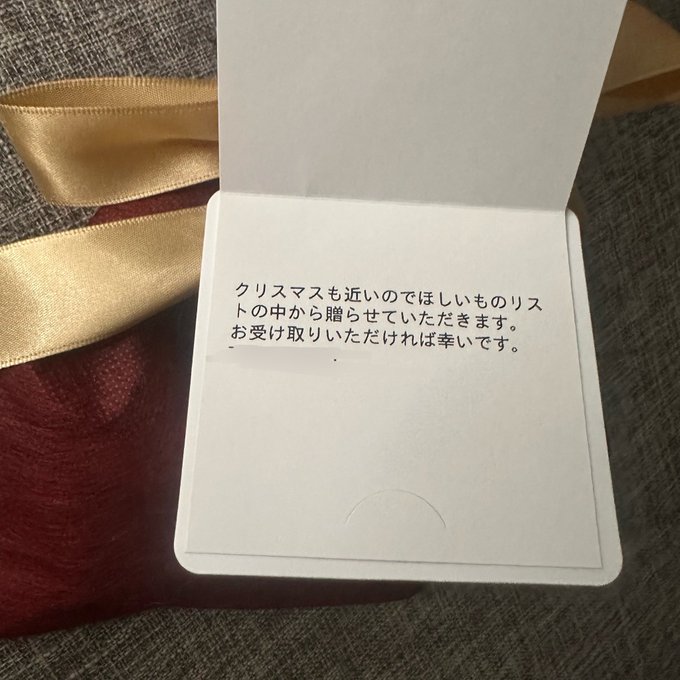 クリスマスも近いのでほしいものリス
トの中から贈らせていただきます。
お受け取りいただければ幸いです。